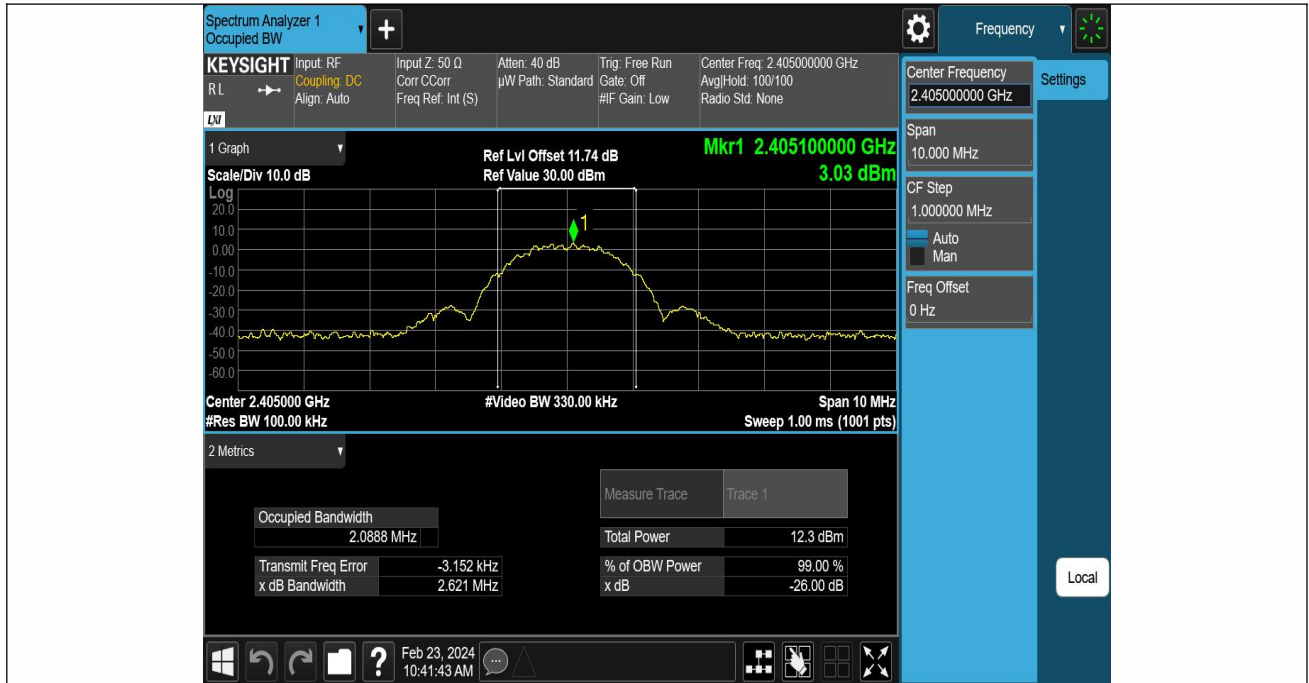 Spectrum Analyzer 1
Occupied BW
Frequency
KEYSIGHT
R L
LXI
Input: RF
Coupling: DC
Align: Auto
Input Z: 50 Ω
Corr CCorr
Freq Ref: Int (S)
Atten: 40 dB
µW Path: Standard
Trig: Free Run
Gate: Off
#IF Gain: Low
Center Freq: 2.405000000 GHz
Avg|Hold: 100/100
Radio Std: None
Center Frequency
2.405000000 GHz
Settings
Span
10.000 MHz
CF Step
1.000000 MHz
Auto
Man
Freq Offset
0 Hz
Local
1 Graph
Scale/Div 10.0 dB
Ref Lvl Offset 11.74 dB
Ref Value 30.00 dBm
Mkr1 2.405100000 GHz
3.03 dBm
Log
20.0
10.0
0.00
-10.0
-20.0
-30.0
-40.0
-50.0
-60.0
1
Center 2.405000 GHz
#Res BW 100.00 kHz
#Video BW 330.00 kHz
Span 10 MHz
Sweep 1.00 ms (1001 pts)
2 Metrics
Measure Trace Trace 1
Occupied Bandwidth
2.0888 MHz
Total Power 12.3 dBm
Transmit Freq Error -3.152 kHz
% of OBW Power 99.00 %
x dB Bandwidth 2.621 MHz
x dB -26.00 dB
Feb 23, 2024
10:41:43 AM